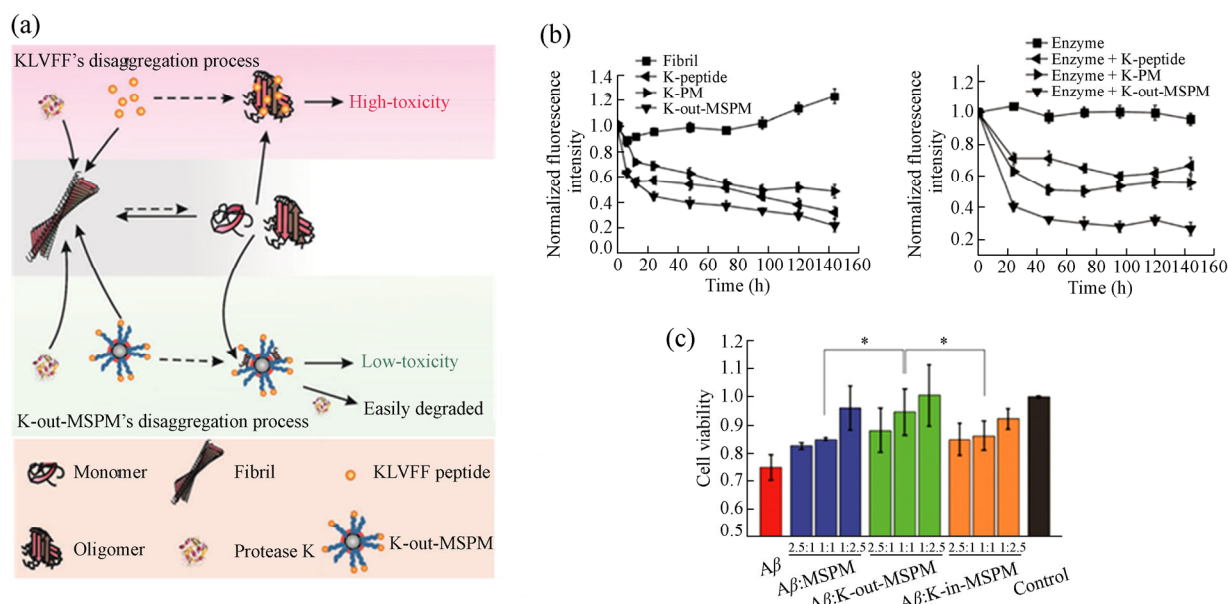 (a)
KLVFF's disaggregation process
High-toxicity
Low-toxicity
Easily degraded
K-out-MSPM's disaggregation process
Monomer
Fibril
KLVFF peptide
Oligomer
Protease K
K-out-MSPM
(b)
Fibril
K-peptide
K-PM
K-out-MSPM
Normalized fluorescence
intensity
1.4
1.2
1.0
0.8
0.6
0.4
0.2
0.0
0 20 40 60 80 100 120 140 160
Time (h)
Enzyme
Enzyme + K-peptide
Enzyme + K-PM
Enzyme + K-out-MSPM
Normalized fluorescence
intensity
1.2
1.0
0.8
0.6
0.4
0.2
0 20 40 60 80 100 120 140 160
Time (h)
(c)
Cell viability
1.2
1.1
1.0
0.9
0.8
0.7
0.6
0.5
* *
2.5:1 1:1 1:2.5 2.5:1 1:1 1:2.5 2.5:1 1:1 1:2.5
Aβ
Aβ:MSPM
Aβ:K-out-MSPM
Aβ:K-in-MSPM
Control